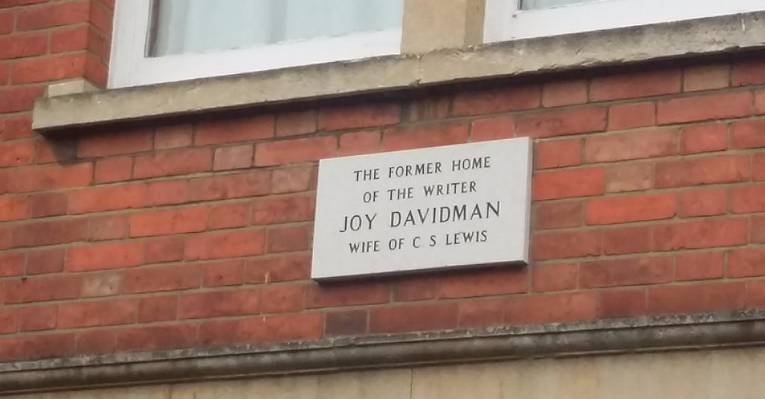 THE FORMER HOME
OF THE WRITER
JOY DAVIDMAN
WIFE OF C S LEWIS